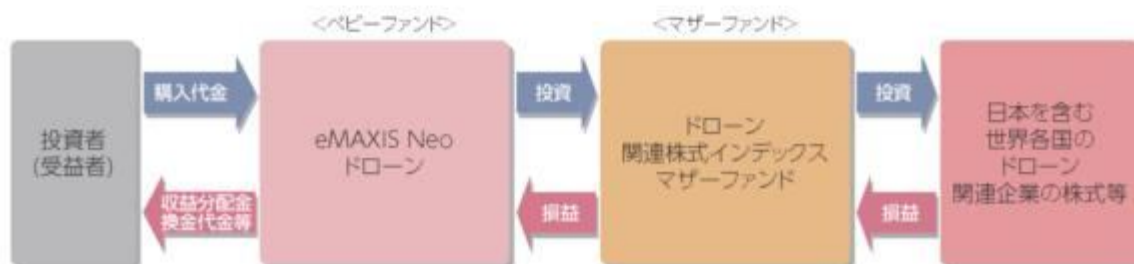 <ベビーファンド>
<マザーファンド>
投資者
(受益者)
購入代金
収益分配金
換金代金等
eMAXIS Neo
ドローン
投資
損益
ドローン
関連株式インデックス
マザーファンド
投資
損益
日本を含む
世界各国の
ドローン
関連企業の株式等